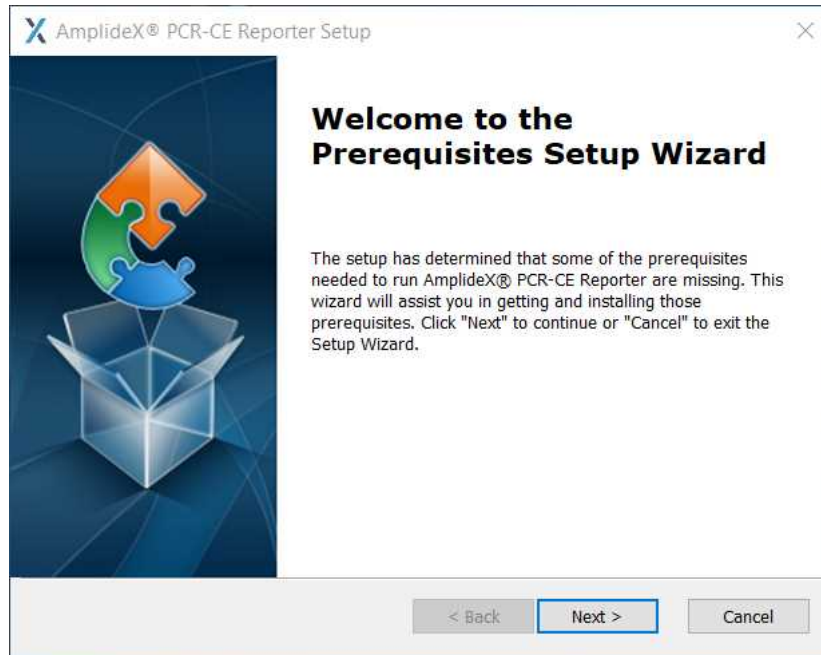 AmplideX® PCR-CE Reporter Setup
Welcome to the
Prerequisites Setup Wizard
The setup has determined that some of the prerequisites
needed to run AmplideX® PCR-CE Reporter are missing. This
wizard will assist you in getting and installing those
prerequisites. Click "Next" to continue or "Cancel" to exit the
Setup Wizard.
< Back Next > Cancel